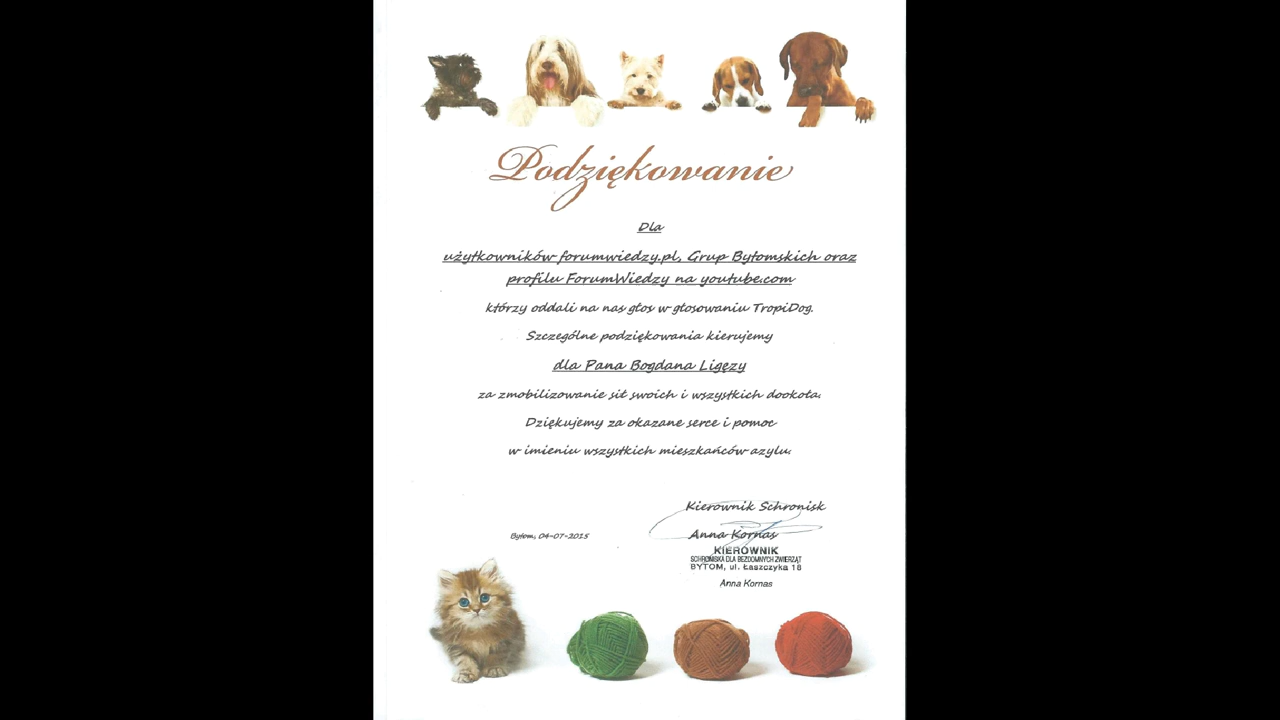 Podziękowanie
Dla
użytkowników forumwiedzy.pl, Grup Bytomskich oraz
profilu ForumWiedzy na youtube.com
którzy oddali na nas głos w głosowaniu TropiDog.
Szczególne podziękowania kierujemy
dla Pana Bogdana Ligęzy
za zmobilizowanie sił swoich i wszystkich dookoła.
Dziękujemy za okazane serce i pomoc
w imieniu wszystkich mieszkańców azylu.
Kierownik Schronisk
Bytom, 04-07-2015
Anna Kornas
KIEROWNIK
SCHRONISKA DLA BEZDOMNYCH ZWIERZĄT
BYTOM, ul. Łaszczyka 18
Anna Kornas